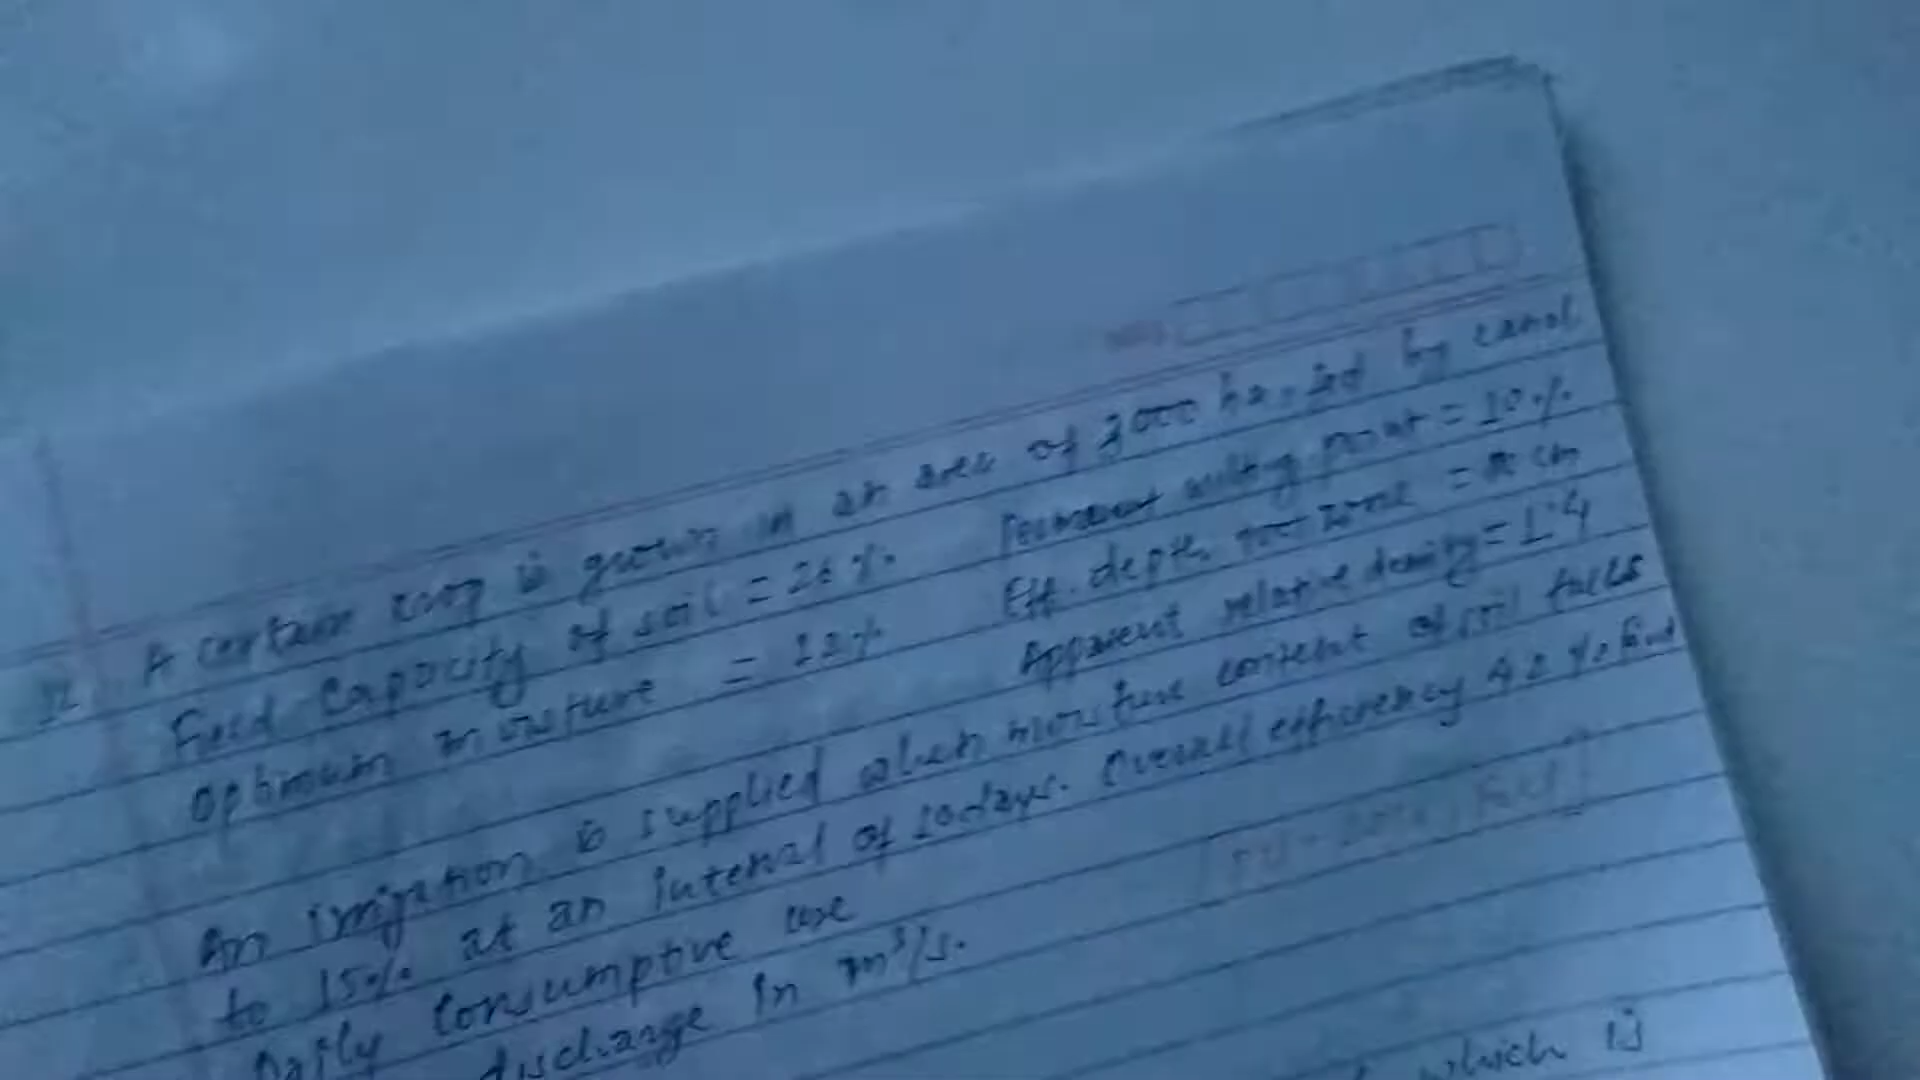 A certain crop is grown in an area of 3000 ha, fed by canal
Field Capacity of soil = 26 % Permanent wilting point = 10 %
Optimum moisture = 12% Eff. depth root zone = cm
Apparent relative density = 1.4
An irrigation is supplied when moisture content of soil falls
to 15% at an interval of days. Overall efficiency find
Daily consumptive use
discharge in m³/s.
which is